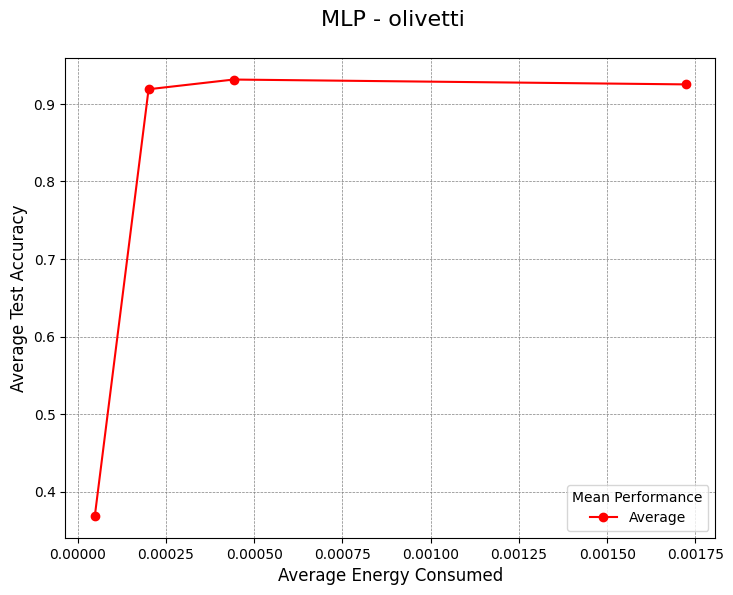 MLP - olivetti
Average Test Accuracy
0.9
0.8
0.7
0.6
0.5
0.4
Mean Performance
Average
0.00000 0.00025 0.00050 0.00075 0.00100 0.00125 0.00150 0.00175
Average Energy Consumed